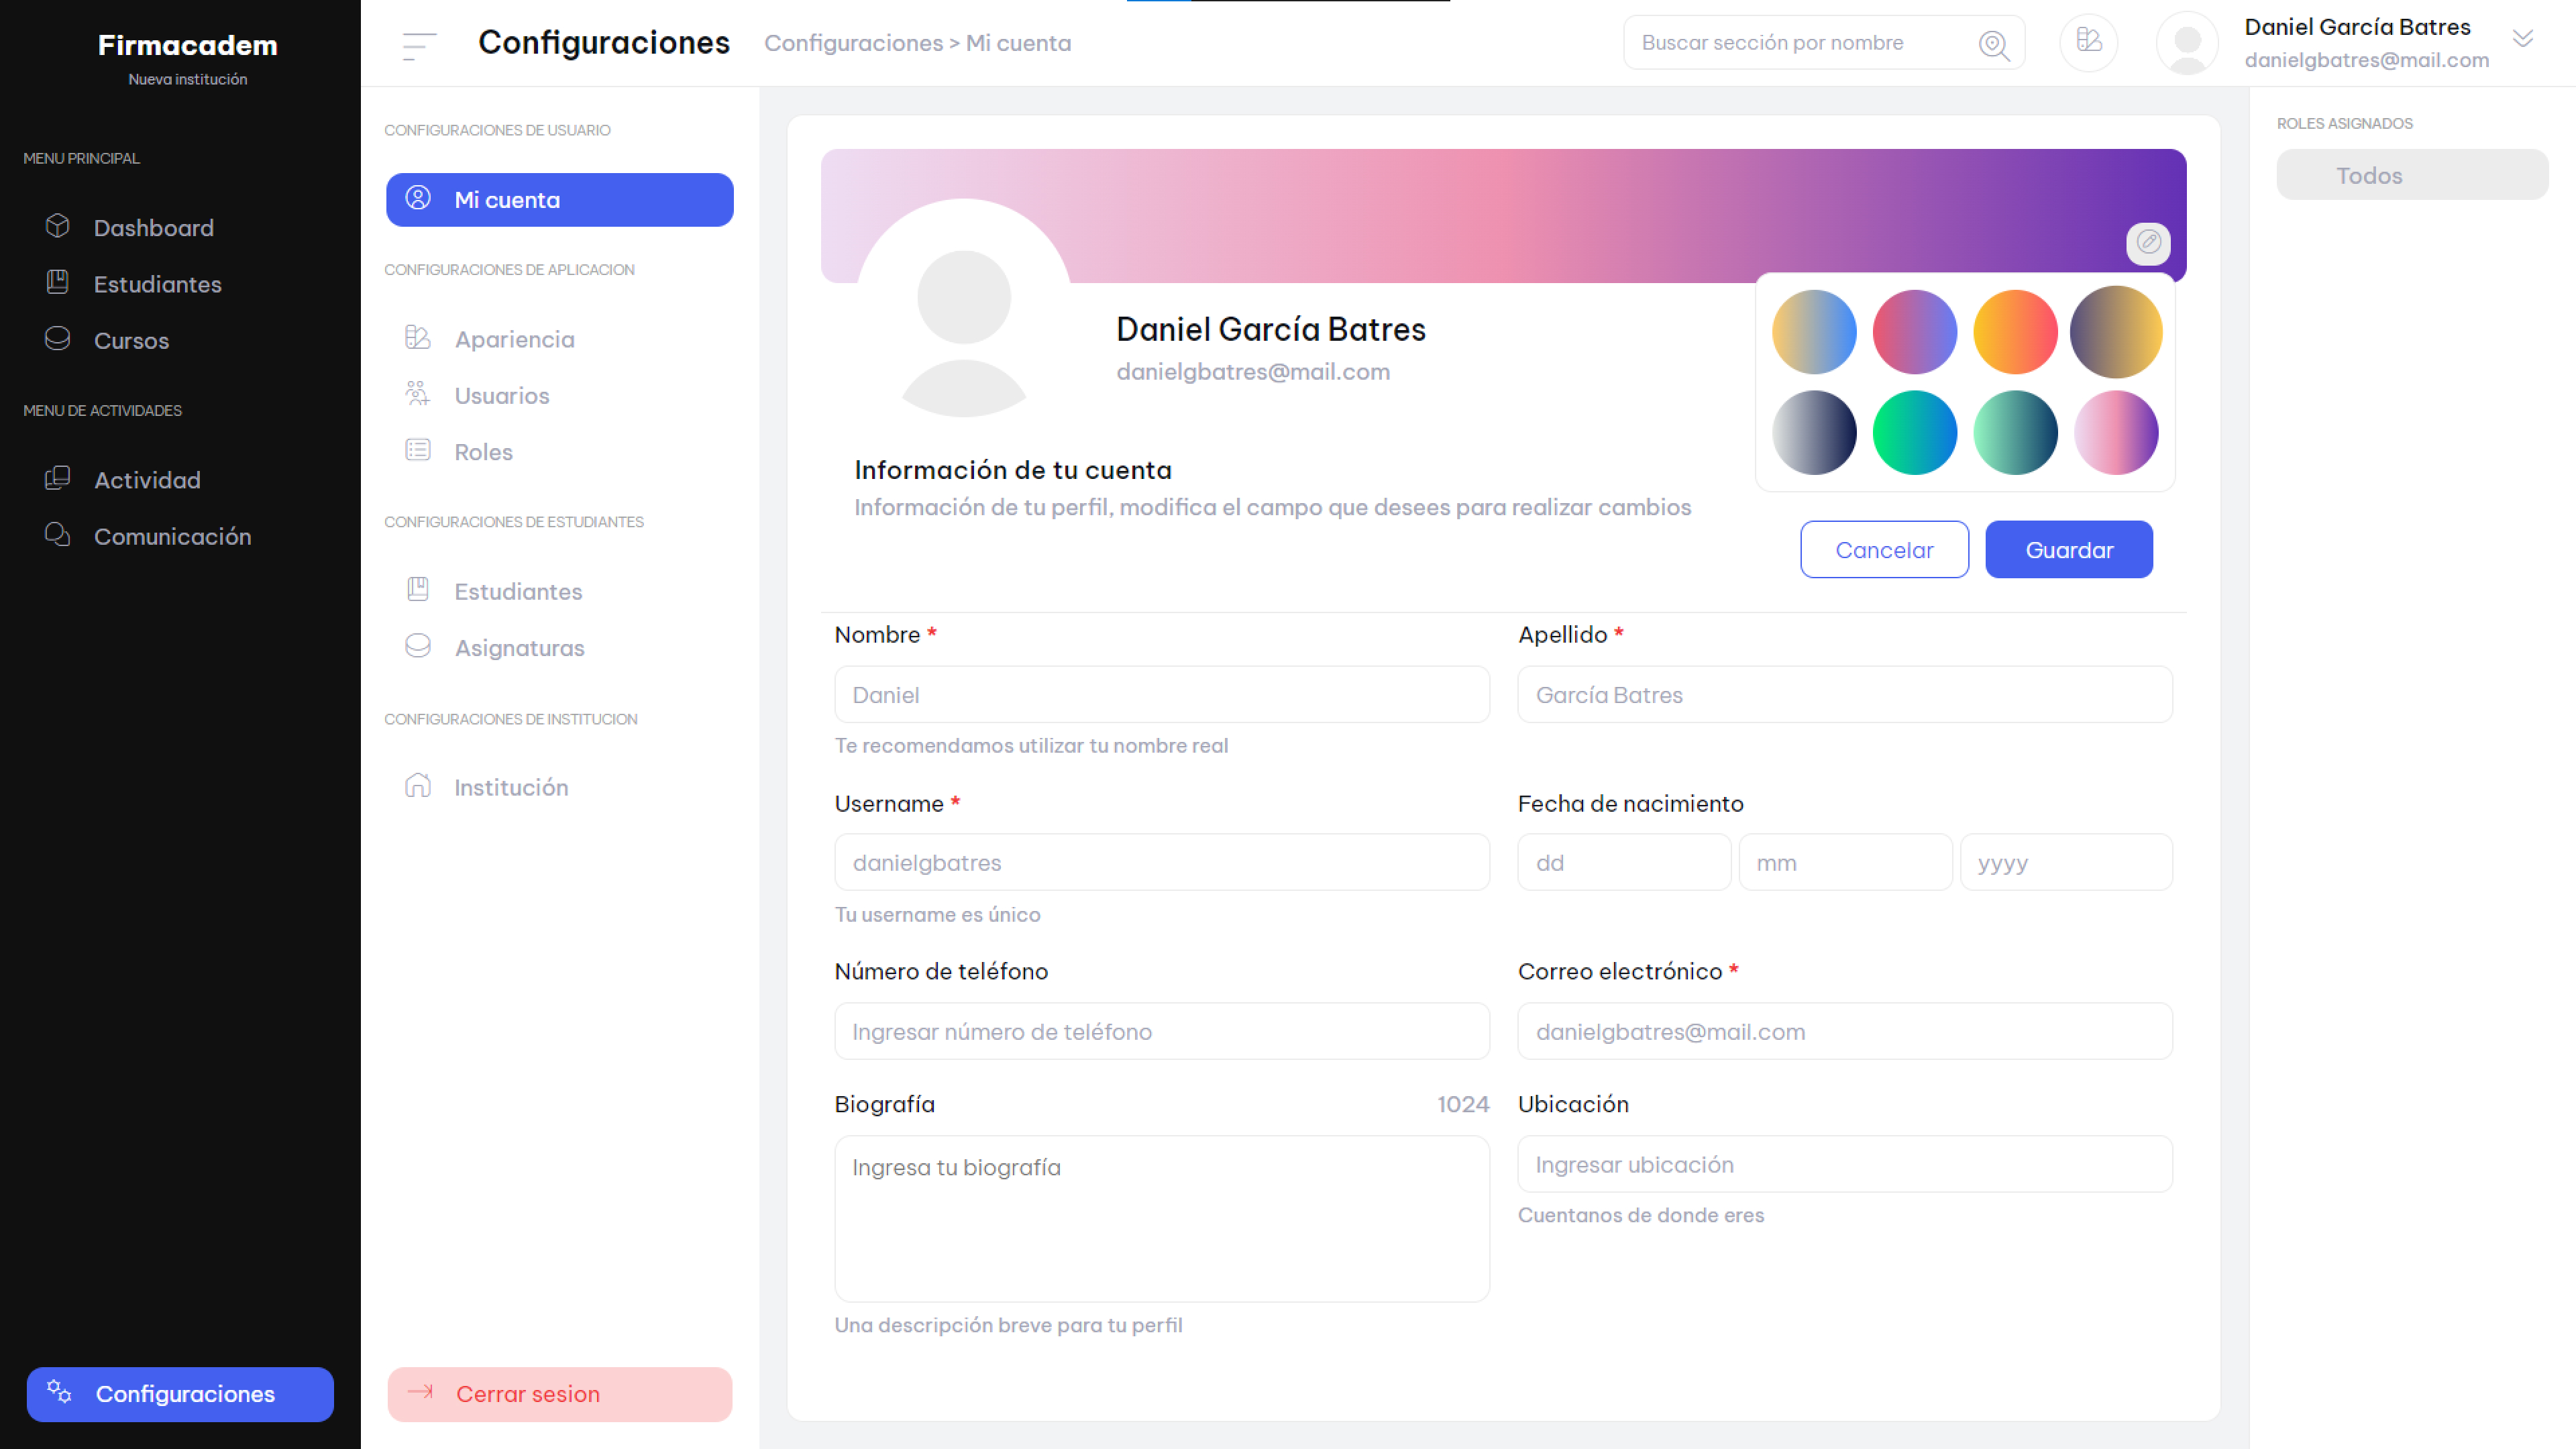 Firmacadem
Nueva institución
MENU PRINCIPAL
Dashboard
Estudiantes
Cursos
MENU DE ACTIVIDADES
Actividad
Comunicación
Configuraciones
Configuraciones
Configuraciones > Mi cuenta
Buscar sección por nombre
Daniel García Batres
danielgbatres@mail.com
CONFIGURACIONES DE USUARIO
Mi cuenta
CONFIGURACIONES DE APLICACION
Apariencia
Usuarios
Roles
CONFIGURACIONES DE ESTUDIANTES
Estudiantes
Asignaturas
CONFIGURACIONES DE INSTITUCION
Institución
Cerrar sesion
Daniel García Batres
danielgbatres@mail.com
Información de tu cuenta
Información de tu perfil, modifica el campo que desees para realizar cambios
Cancelar
Guardar
Nombre *
Daniel
Te recomendamos utilizar tu nombre real
Apellido *
García Batres
Username *
danielgbatres
Tu username es único
Fecha de nacimiento
dd
mm
yyyy
Número de teléfono
Ingresar número de teléfono
Correo electrónico *
danielgbatres@mail.com
Biografía
1024
Ingresa tu biografía
Una descripción breve para tu perfil
Ubicación
Ingresar ubicación
Cuentanos de donde eres
ROLES ASIGNADOS
Todos